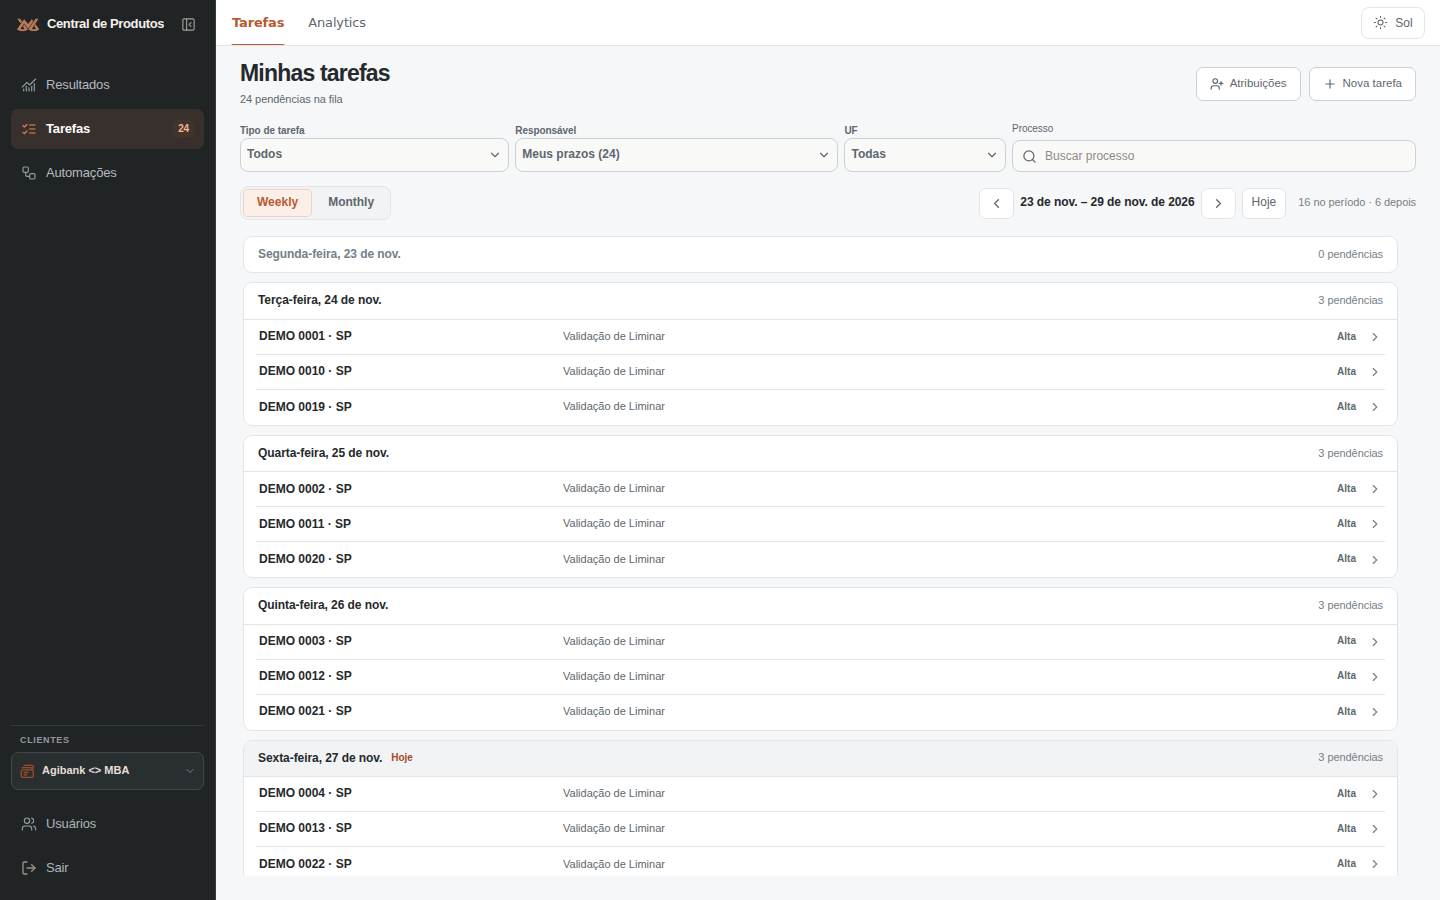 Central de Produtos
Resultados
Tarefas 24
Automações
CLIENTES
Agibank <> MBA
Usuários
Sair
Tarefas Analytics
Sol
Minhas tarefas
24 pendências na fila
Atribuições
Nova tarefa
Tipo de tarefa
Todos
Responsável
Meus prazos (24)
UF
Todas
Processo
Buscar processo
Weekly Monthly
23 de nov. – 29 de nov. de 2026
Hoje
16 no período · 6 depois
Segunda-feira, 23 de nov. 0 pendências
Terça-feira, 24 de nov. 3 pendências
DEMO 0001 · SP Validação de Liminar Alta
DEMO 0010 · SP Validação de Liminar Alta
DEMO 0019 · SP Validação de Liminar Alta
Quarta-feira, 25 de nov. 3 pendências
DEMO 0002 · SP Validação de Liminar Alta
DEMO 0011 · SP Validação de Liminar Alta
DEMO 0020 · SP Validação de Liminar Alta
Quinta-feira, 26 de nov. 3 pendências
DEMO 0003 · SP Validação de Liminar Alta
DEMO 0012 · SP Validação de Liminar Alta
DEMO 0021 · SP Validação de Liminar Alta
Sexta-feira, 27 de nov. Hoje 3 pendências
DEMO 0004 · SP Validação de Liminar Alta
DEMO 0013 · SP Validação de Liminar Alta
DEMO 0022 · SP Validação de Liminar Alta